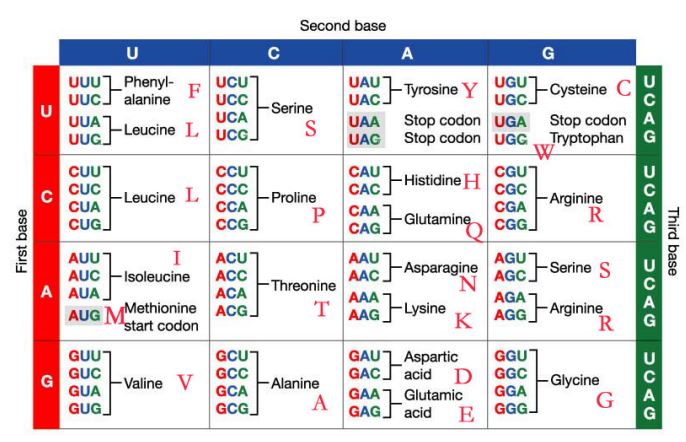 Second base
U C A G
First base
Third base
U
UUU
UUC
Phenyl-
alanine F
UUA
UUG
Leucine L
UCU
UCC
UCA
UCG
Serine
S
UAU
UAC
Tyrosine Y
UAA Stop codon
UAG Stop codon
UGU
UGC
Cysteine C
UGA Stop codon
UGG Tryptophan
W
U
C
A
G
C
CUU
CUC
CUA
CUG
Leucine L
CCU
CCC
CCA
CCG
Proline
P
CAU
CAC
Histidine H
CAA
CAG
Glutamine
Q
CGU
CGC
CGA
CGG
Arginine
R
U
C
A
G
A
AUU
AUC
AUA
I
Isoleucine
AUG M Methionine
start codon
ACU
ACC
ACA
ACG
Threonine
T
AAU
AAC
Asparagine
N
AAA
AAG
Lysine
K
AGU
AGC
Serine S
AGA
AGG
Arginine
R
U
C
A
G
G
GUU
GUC
GUA
GUG
Valine V
GCU
GCC
GCA
GCG
Alanine
A
GAU
GAC
Aspartic
acid D
GAA
GAG
Glutamic
acid E
GGU
GGC
GGA
GGG
Glycine
G
U
C
A
G